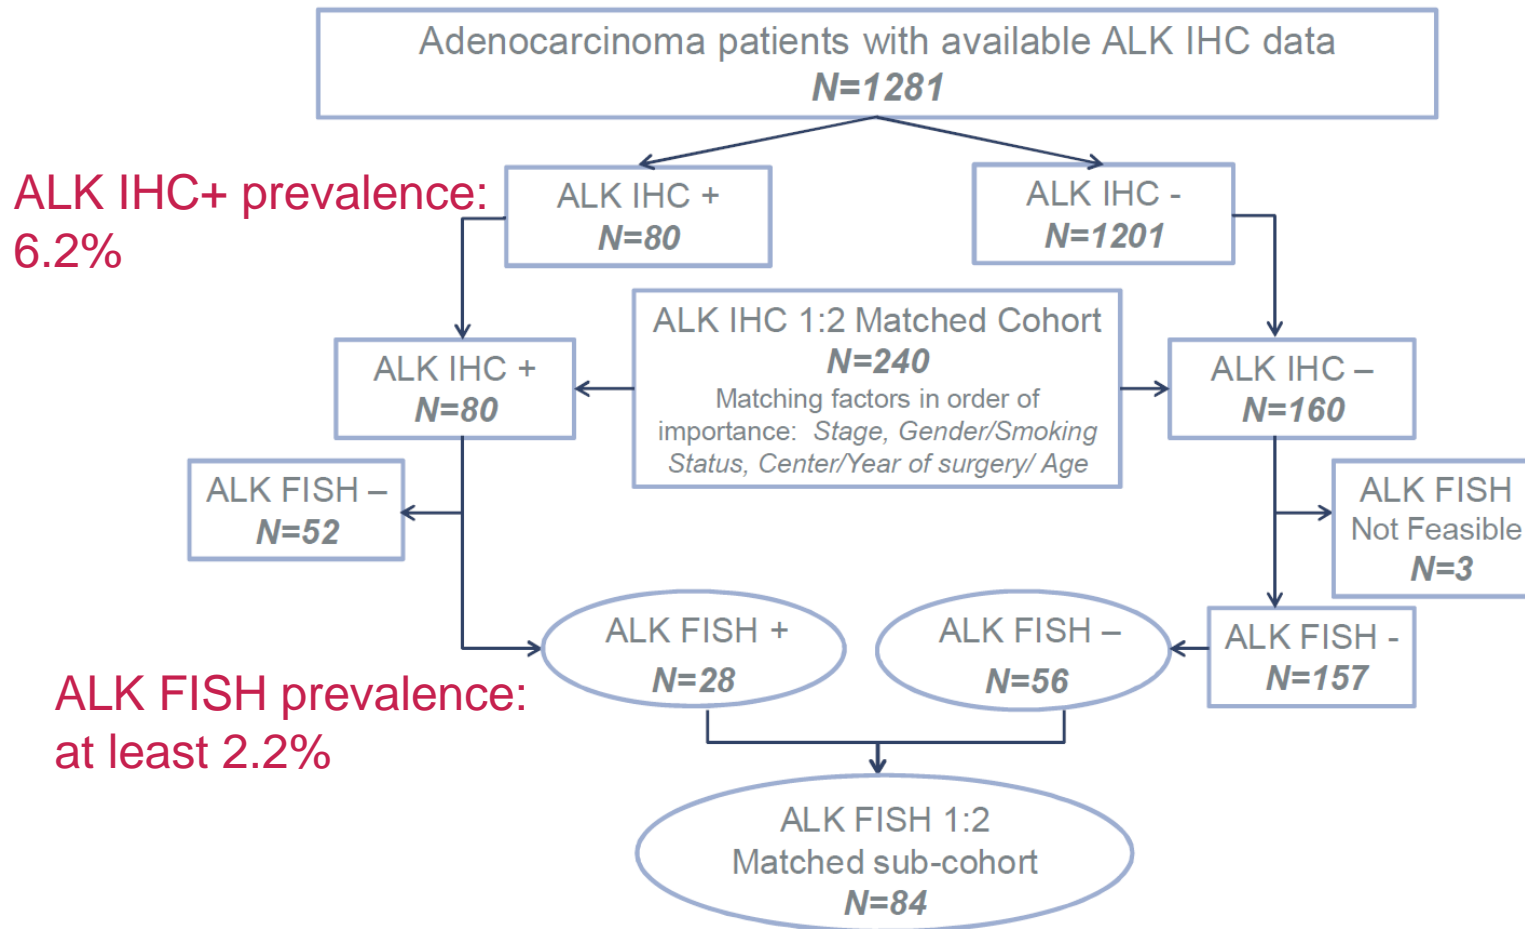 Adenocarcinoma patients with available ALK IHC data
N=1281
ALK IHC+ prevalence:
6.2%
ALK IHC +
N=80
ALK IHC -
N=1201
ALK IHC 1:2 Matched Cohort
N=240
Matching factors in order of
importance: Stage, Gender/Smoking
Status, Center/Year of surgery/ Age
ALK IHC +
N=80
ALK IHC –
N=160
ALK FISH –
N=52
ALK FISH
Not Feasible
N=3
ALK FISH +
N=28
ALK FISH –
N=56
ALK FISH -
N=157
ALK FISH prevalence:
at least 2.2%
ALK FISH 1:2
Matched sub-cohort
N=84